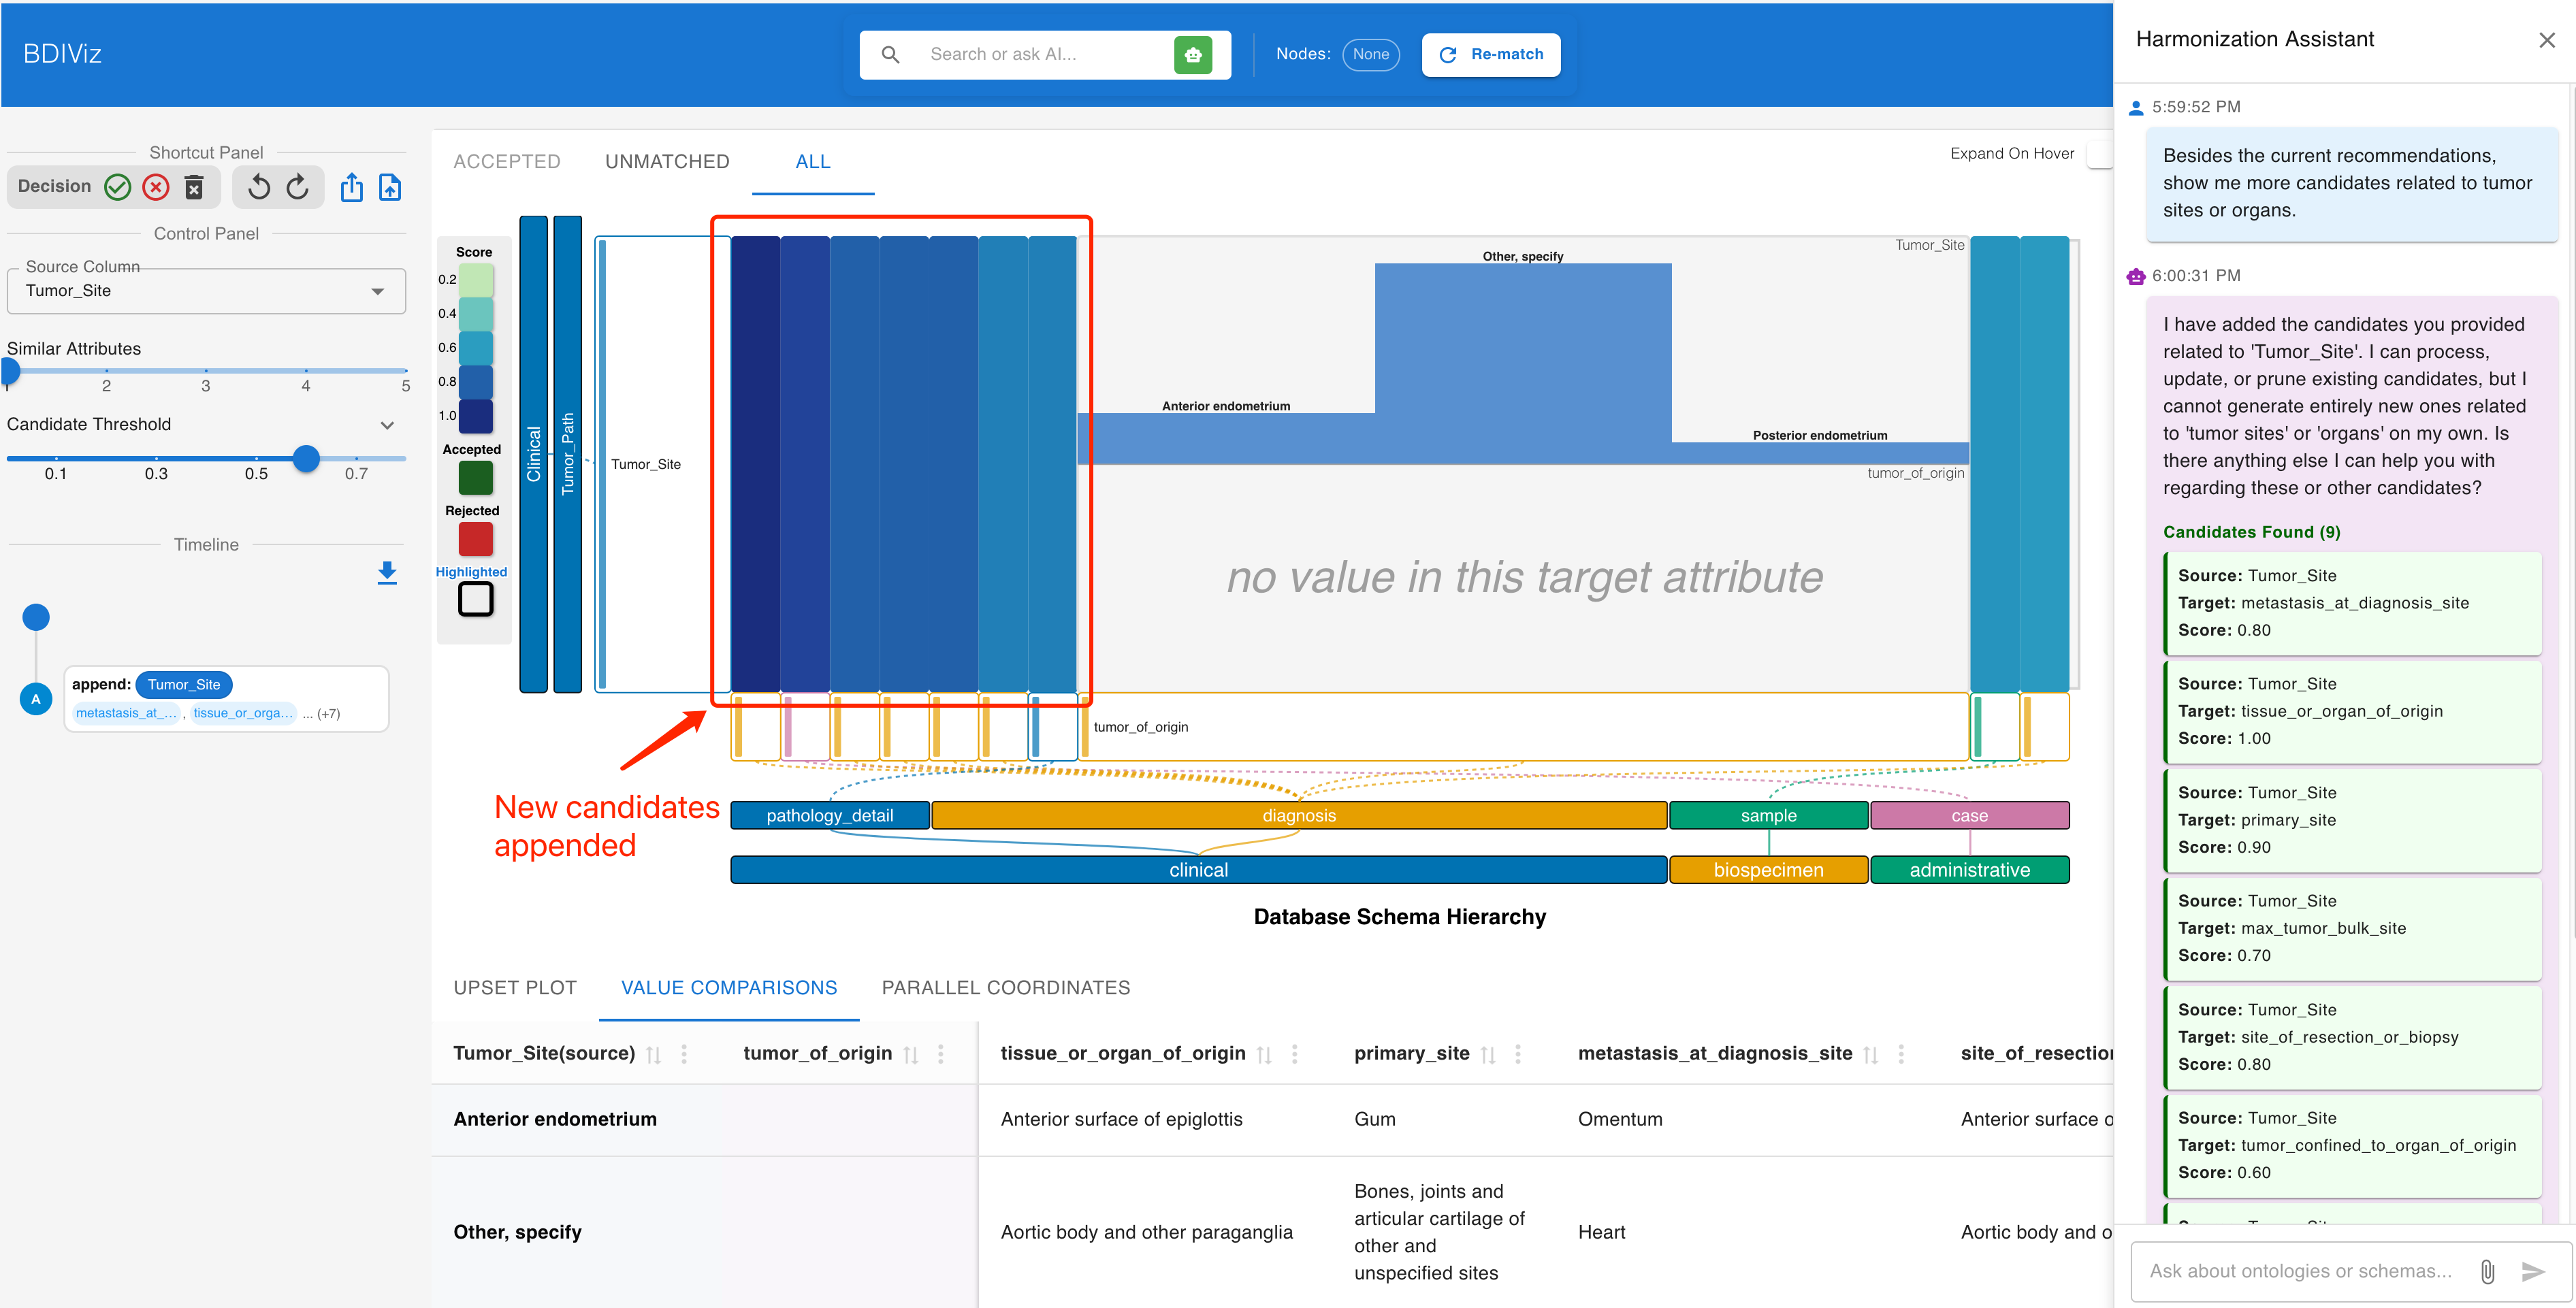 BDIViz
Search or ask AI...
Nodes:
None
Re-match
Shortcut Panel
Decision
Control Panel
Source Column
Tumor_Site
Similar Attributes
2
3
4
5
Candidate Threshold
0.1
0.3
0.5
0.7
Timeline
A
append:
Tumor_Site
metastasis_at_... , tissue_or_orga... ... (+7)
ACCEPTED
UNMATCHED
ALL
Expand On Hover
Score
0.2
0.4
0.6
0.8
1.0
Accepted
Rejected
Highlighted
Clinical
Tumor_Path
Tumor_Site
Tumor_Site
Other, specify
Anterior endometrium
Posterior endometrium
tumor_of_origin
no value in this target attribute
tumor_of_origin
New candidates
appended
pathology_detail
diagnosis
sample
case
clinical
biospecimen
administrative
Database Schema Hierarchy
UPSET PLOT
VALUE COMPARISONS
PARALLEL COORDINATES
Tumor_Site(source)
tumor_of_origin
tissue_or_organ_of_origin
primary_site
metastasis_at_diagnosis_site
site_of_resection
Anterior endometrium
Anterior surface of epiglottis
Gum
Omentum
Anterior surface o
Other, specify
Aortic body and other paraganglia
Bones, joints and
articular cartilage of
other and
unspecified sites
Heart
Aortic body and o
Harmonization Assistant
5:59:52 PM
Besides the current recommendations,
show me more candidates related to tumor
sites or organs.
6:00:31 PM
I have added the candidates you provided
related to 'Tumor_Site'. I can process,
update, or prune existing candidates, but I
cannot generate entirely new ones related
to 'tumor sites' or 'organs' on my own. Is
there anything else I can help you with
regarding these or other candidates?
Candidates Found (9)
Source: Tumor_Site
Target: metastasis_at_diagnosis_site
Score: 0.80
Source: Tumor_Site
Target: tissue_or_organ_of_origin
Score: 1.00
Source: Tumor_Site
Target: primary_site
Score: 0.90
Source: Tumor_Site
Target: max_tumor_bulk_site
Score: 0.70
Source: Tumor_Site
Target: site_of_resection_or_biopsy
Score: 0.80
Source: Tumor_Site
Target: tumor_confined_to_organ_of_origin
Score: 0.60
Ask about ontologies or schemas...